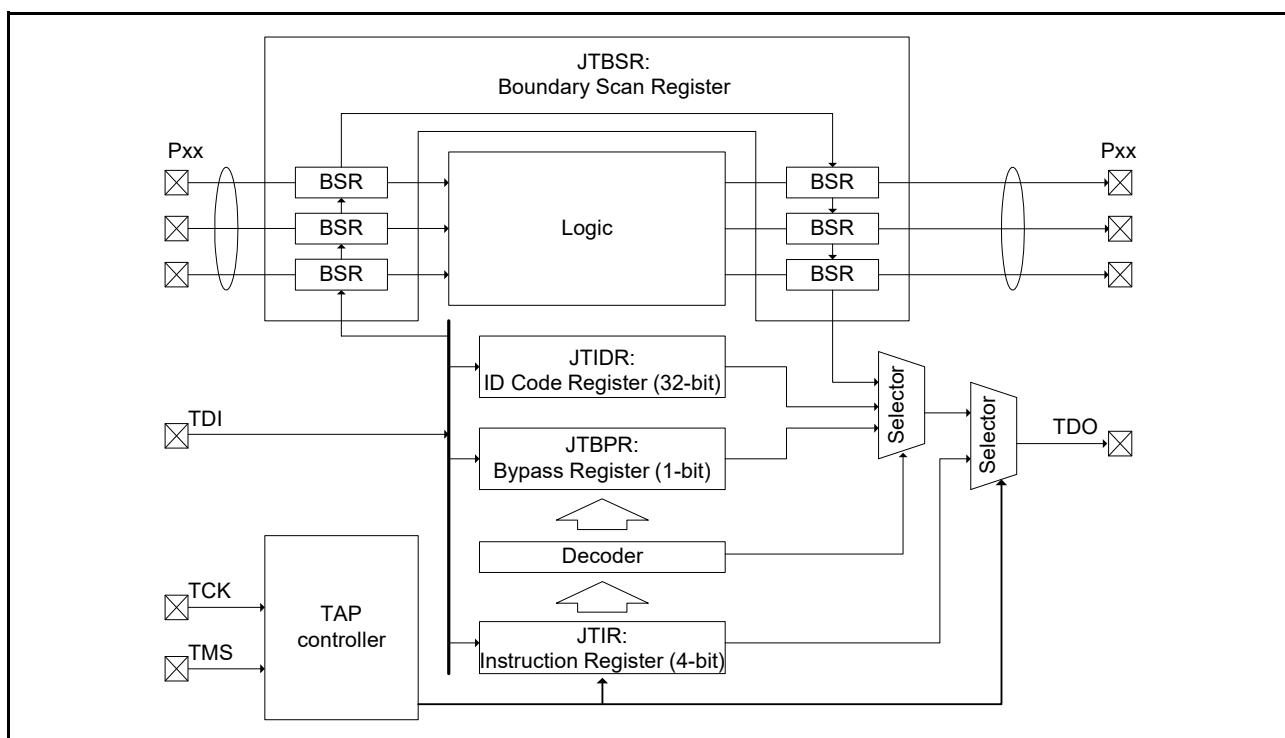 JTBSR:
Boundary Scan Register
Pxx
Pxx
BSR
BSR
BSR
BSR
BSR
BSR
Logic
JTIDR:
ID Code Register (32-bit)
Selector
Selector
TDI
TDO
JTBPR:
Bypass Register (1-bit)
Decoder
TCK
TMS
TAP
controller
JTIR:
Instruction Register (4-bit)